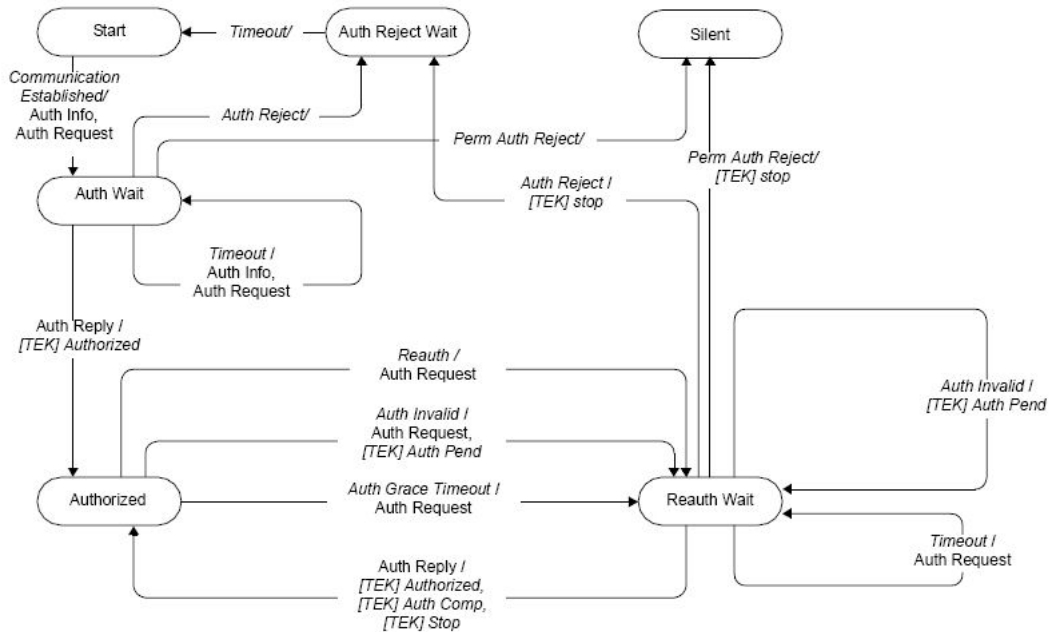 Start
Timeout/
Auth Reject Wait
Silent
Communication
Established/
Auth Info,
Auth Request
Auth Reject/
Perm Auth Reject/
Perm Auth Reject/
[TEK] stop
Auth Wait
Auth Reject /
[TEK] stop
Timeout /
Auth Info,
Auth Request
Auth Reply /
[TEK] Authorized
Reauth /
Auth Request
Auth Invalid /
[TEK] Auth Pend
Auth Invalid /
Auth Request,
[TEK] Auth Pend
Authorized
Auth Grace Timeout /
Auth Request
Reauth Wait
Timeout /
Auth Request
Auth Reply /
[TEK] Authorized,
[TEK] Auth Comp,
[TEK] Stop